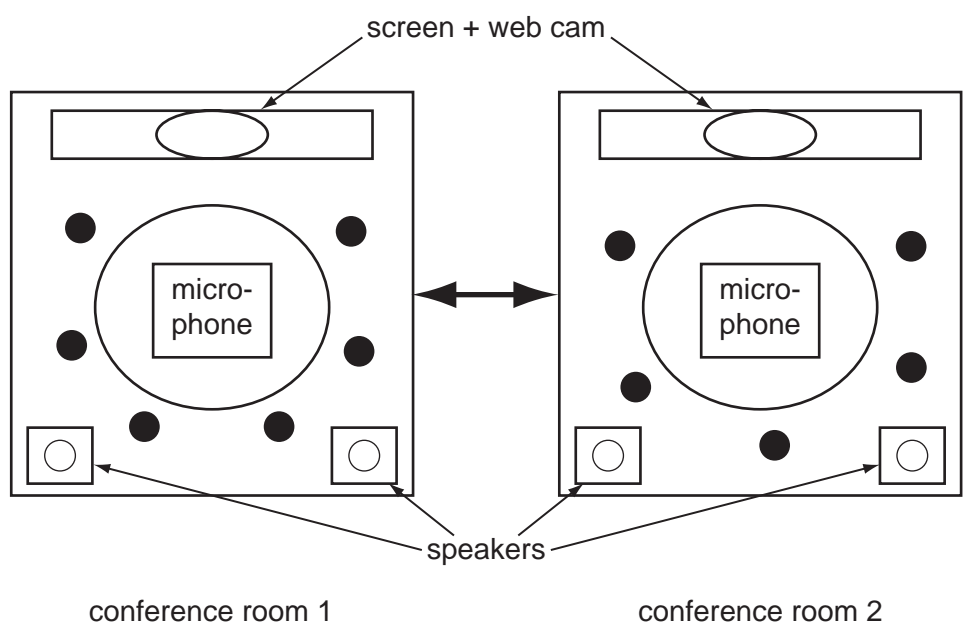 screen + web cam
micro-
phone
micro-
phone
speakers
conference room 1
conference room 2